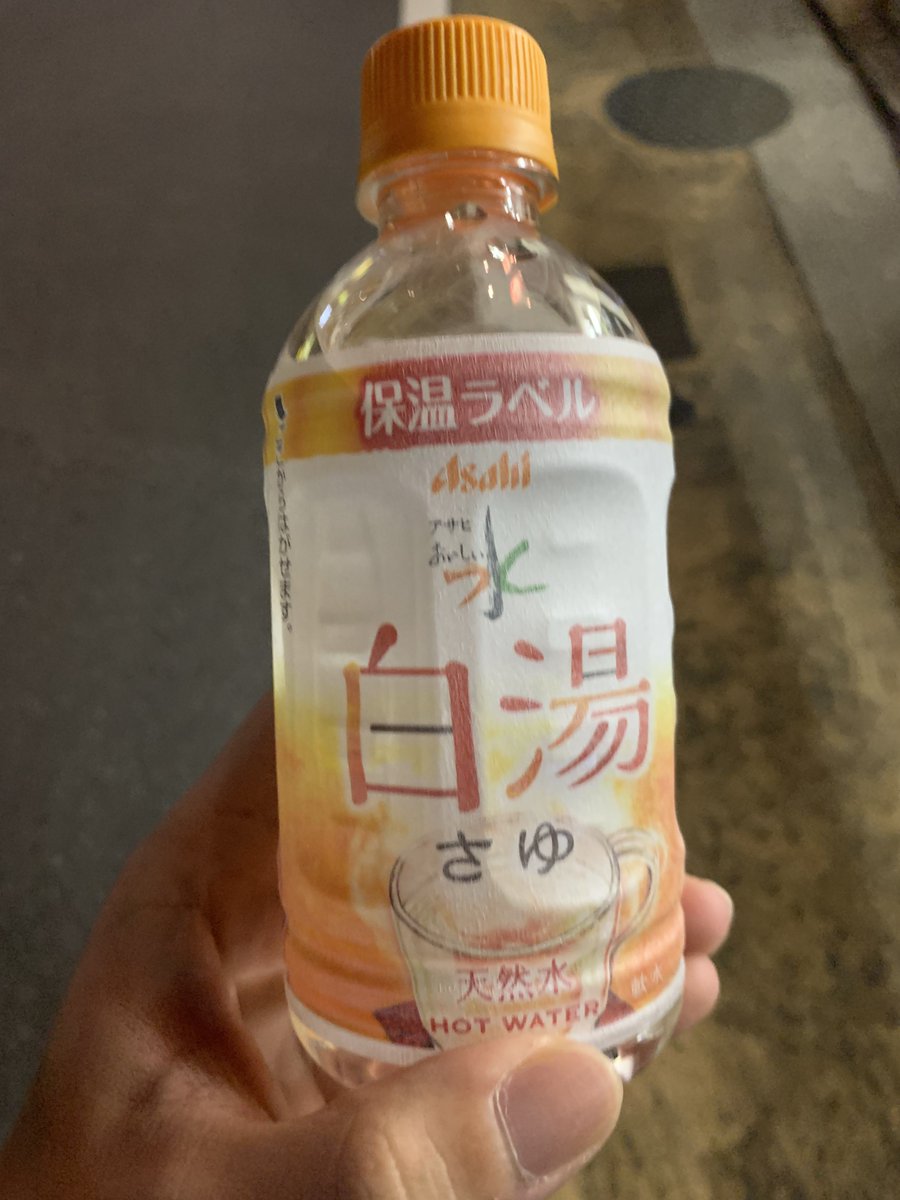 保温ラベル
Asahi
アサヒ
おいしい水
白湯
さゆ
天然水
HOT WATER